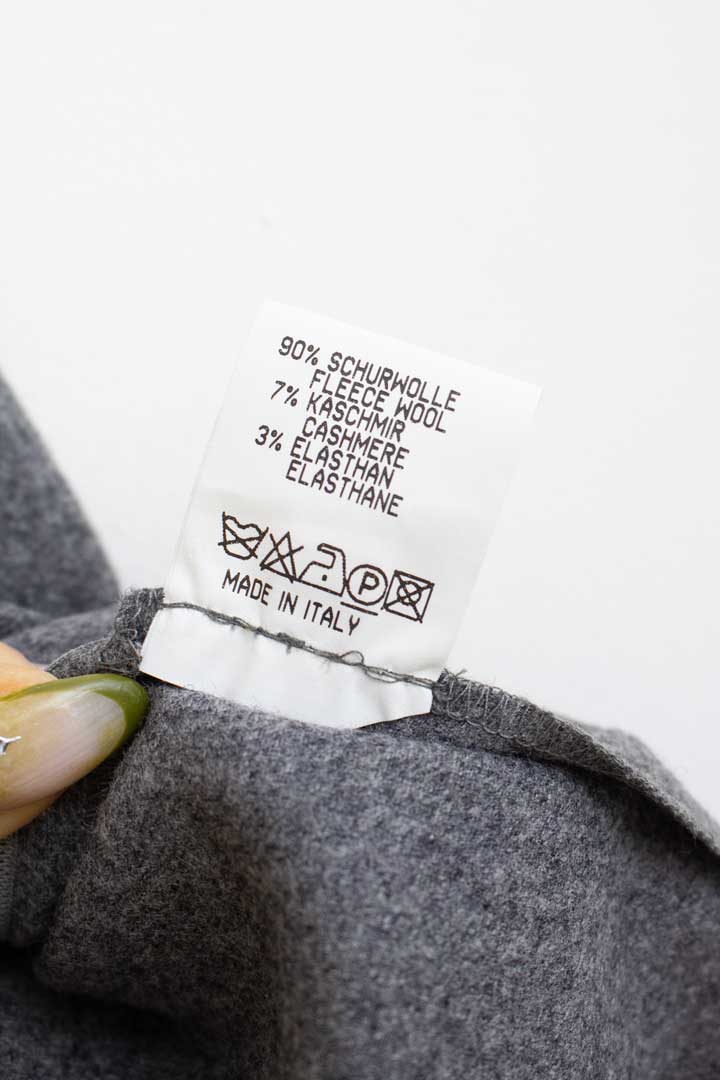 90% SCHURWOLLE
FLEECE WOOL
7% KASCHMIR
CASHMERE
3% ELASTHAN
ELASTHANE
P
MADE IN ITALY